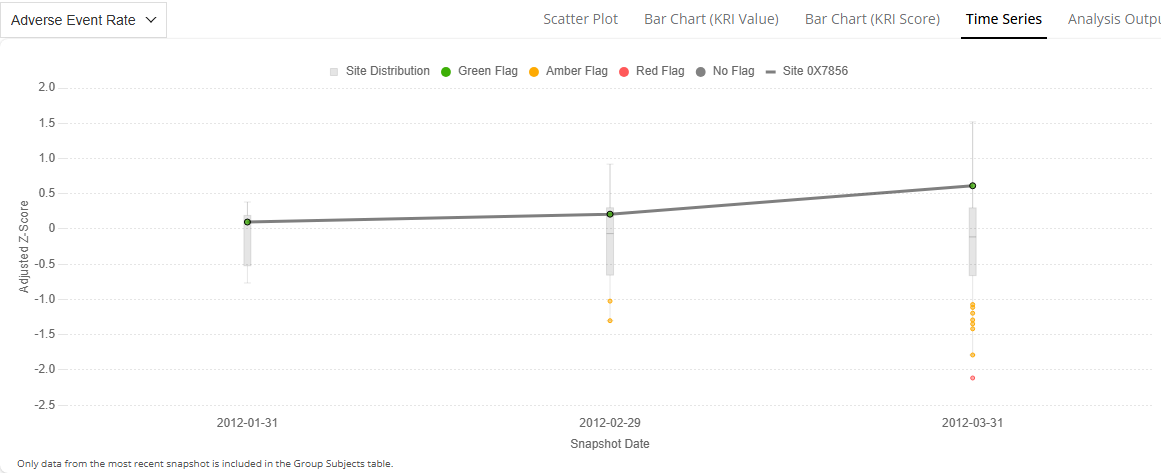 Adverse Event Rate
Scatter Plot Bar Chart (KRI Value) Bar Chart (KRI Score) Time Series Analysis Outpu
Site Distribution Green Flag Amber Flag Red Flag No Flag Site 0X7856
2.0
1.5
1.0
0.5
0
-0.5
-1.0
-1.5
-2.0
-2.5
Adjusted Z-Score
2012-01-31 2012-02-29 2012-03-31
Snapshot Date
Only data from the most recent snapshot is included in the Group Subjects table.